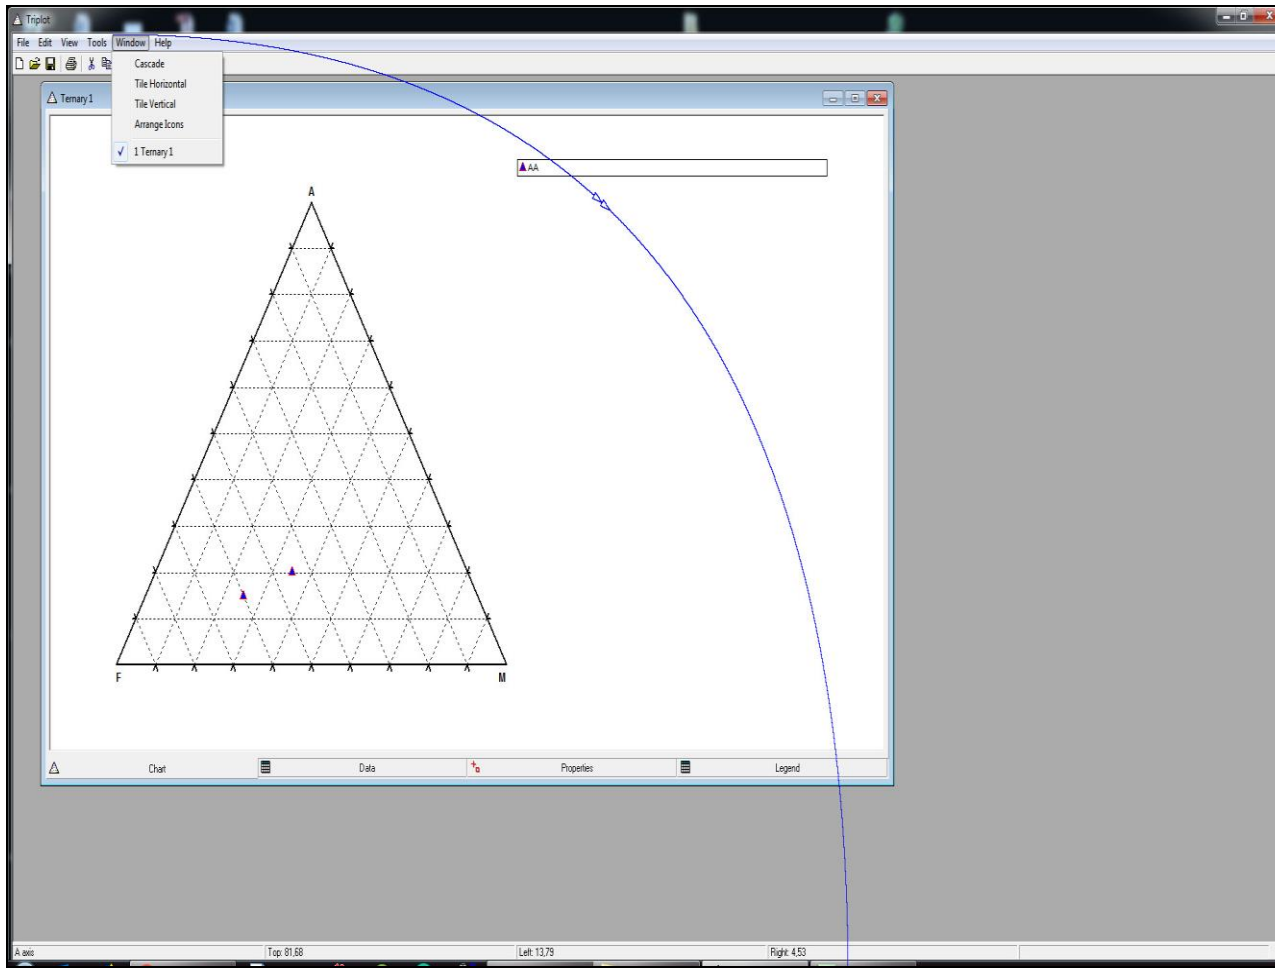 Triplot
File Edit View Tools Window Help
Cascade
Tile Horizontal
Tile Vertical
Arrange Icons
1 Ternary 1
Ternary 1
AA
A
F
M
Chart Data Properties Legend
A axis Top: 81,68 Left: 13,79 Right: 4,53